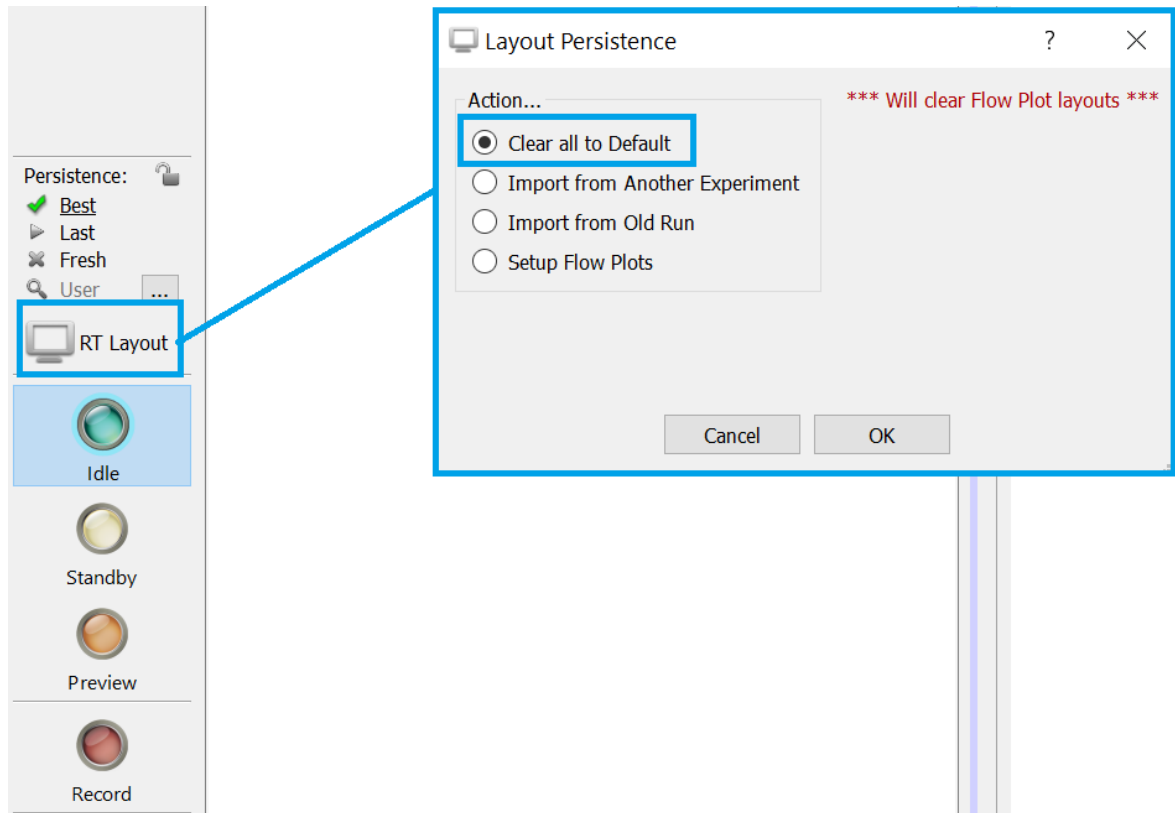 Persistence:
Best
Last
Fresh
User
...
RT Layout
Idle
Standby
Preview
Record
Layout Persistence
?
Action...
*** Will clear Flow Plot layouts ***
Clear all to Default
Import from Another Experiment
Import from Old Run
Setup Flow Plots
Cancel
OK